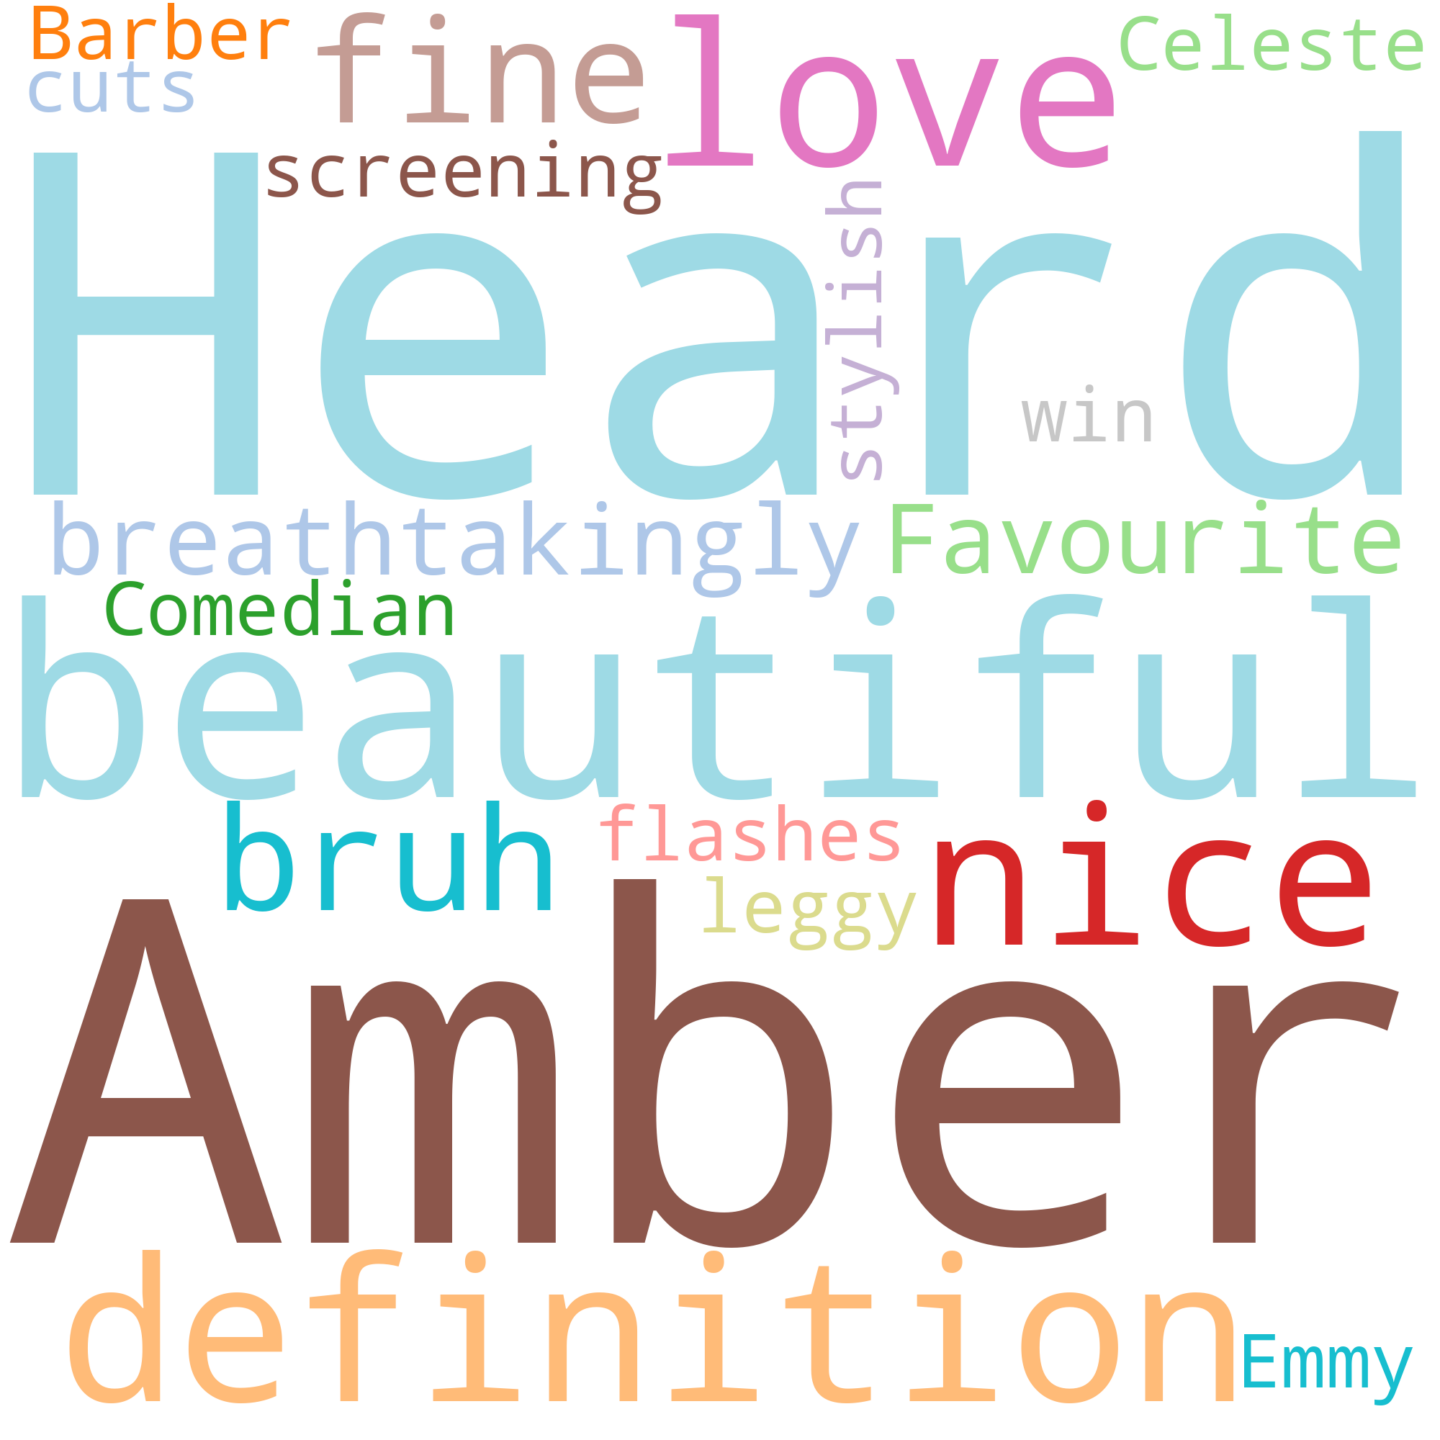 Barber
fine
love
Celeste
cuts
screening
Heard
stylish
win
breathtakingly
Favourite
Comedian
beautiful
bruh
flashes
nice
leggy
Amber
definition
Emmy